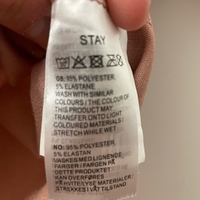 STAY
GB: 95% POLYESTER
5% ELASTANE
WASH WITH SIMILAR
COLOURS / THE COLOUR OF
THIS PRODUCT MAY
TRANSFER ONTO LIGHT
COLOURED MATERIALS /
STRETCH WHILE WET
NO: 95% POLYESTER
5% ELASTAN
VASKES MED LIGNENDE
FARGER / FARGEN PÅ
DETTE PRODUKTET
KAN OVERFØRES
PÅ HVITE/LYSE MATERIALER /
STREKKES I VÅT TILSTAND